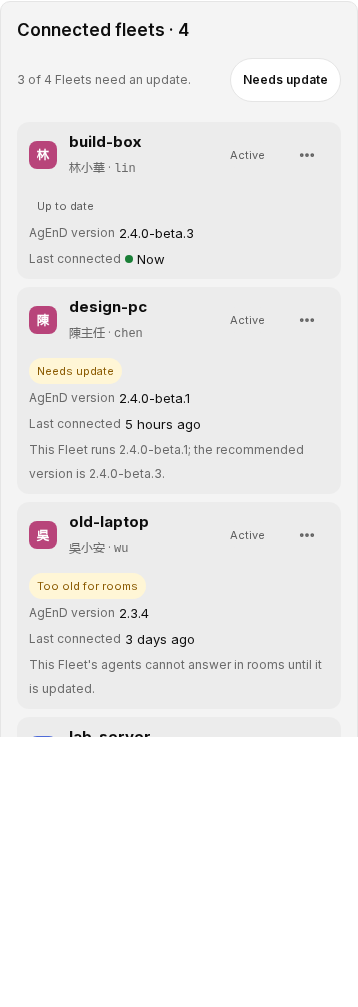 Connected fleets · 4
3 of 4 Fleets need an update.
Needs update
林
build-box
林小華 · lin
Active
•••
Up to date
AgEnD version 2.4.0-beta.3
Last connected Now
陳
design-pc
陳主任 · chen
Active
•••
Needs update
AgEnD version 2.4.0-beta.1
Last connected 5 hours ago
This Fleet runs 2.4.0-beta.1; the recommended
version is 2.4.0-beta.3.
吳
old-laptop
吳小安 · wu
Active
•••
Too old for rooms
AgEnD version 2.3.4
Last connected 3 days ago
This Fleet's agents cannot answer in rooms until it
is updated.
lab-server